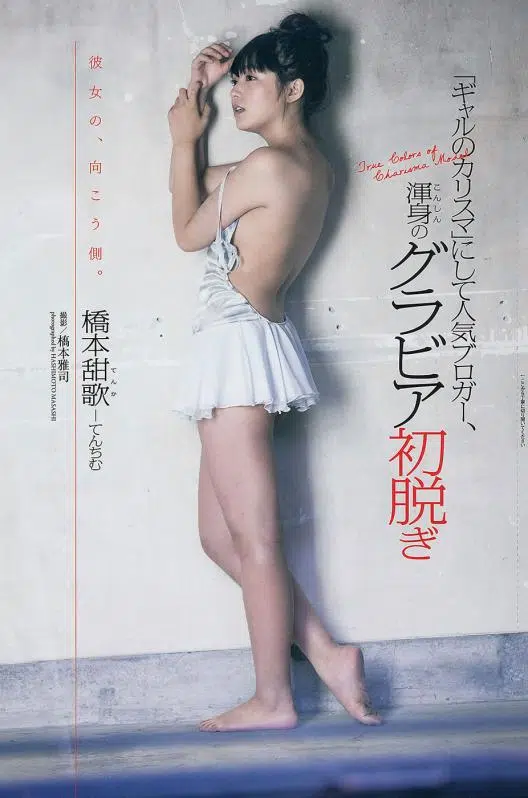 「ギャルのカリスマ」にして人気ブロガー、
True Colors of
Charisma Model
渾身のグラビア初脱ぎ
こんしん
彼女の、向こう側。
橋本甜歌―てんちむ
てんか
撮影／橋本雅司
photographed by HASHIMOTO MASASHI